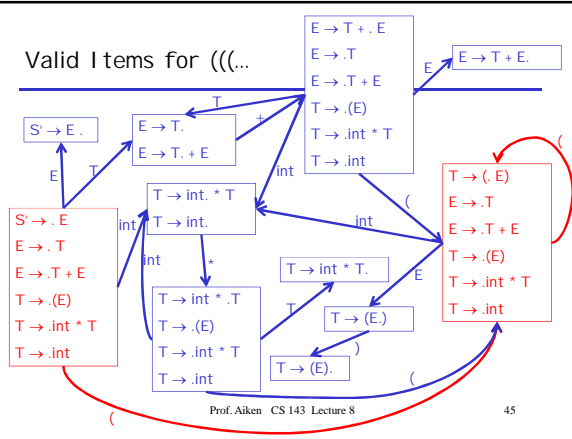 Valid Items for (((...
E → T + . E
E → .T
E → .T + E
T → .(E)
T → .int * T
T → .int
E
E → T + E.
S' → E .
T
E → T.
E → T. + E
+
E
T
int
(
(
T → int. * T
T → int.
int
T → (. E)
E → .T
E → .T + E
T → .(E)
T → .int * T
T → .int
S' → . E
E → . T
E → .T + E
T → .(E)
T → .int * T
T → .int
int
int
*
T → int * .T
T → .(E)
T → .int * T
T → .int
T
T → int * T.
E
T → (E.)
)
T → (E).
(
(
Prof. Aiken CS 143 Lecture 8
45